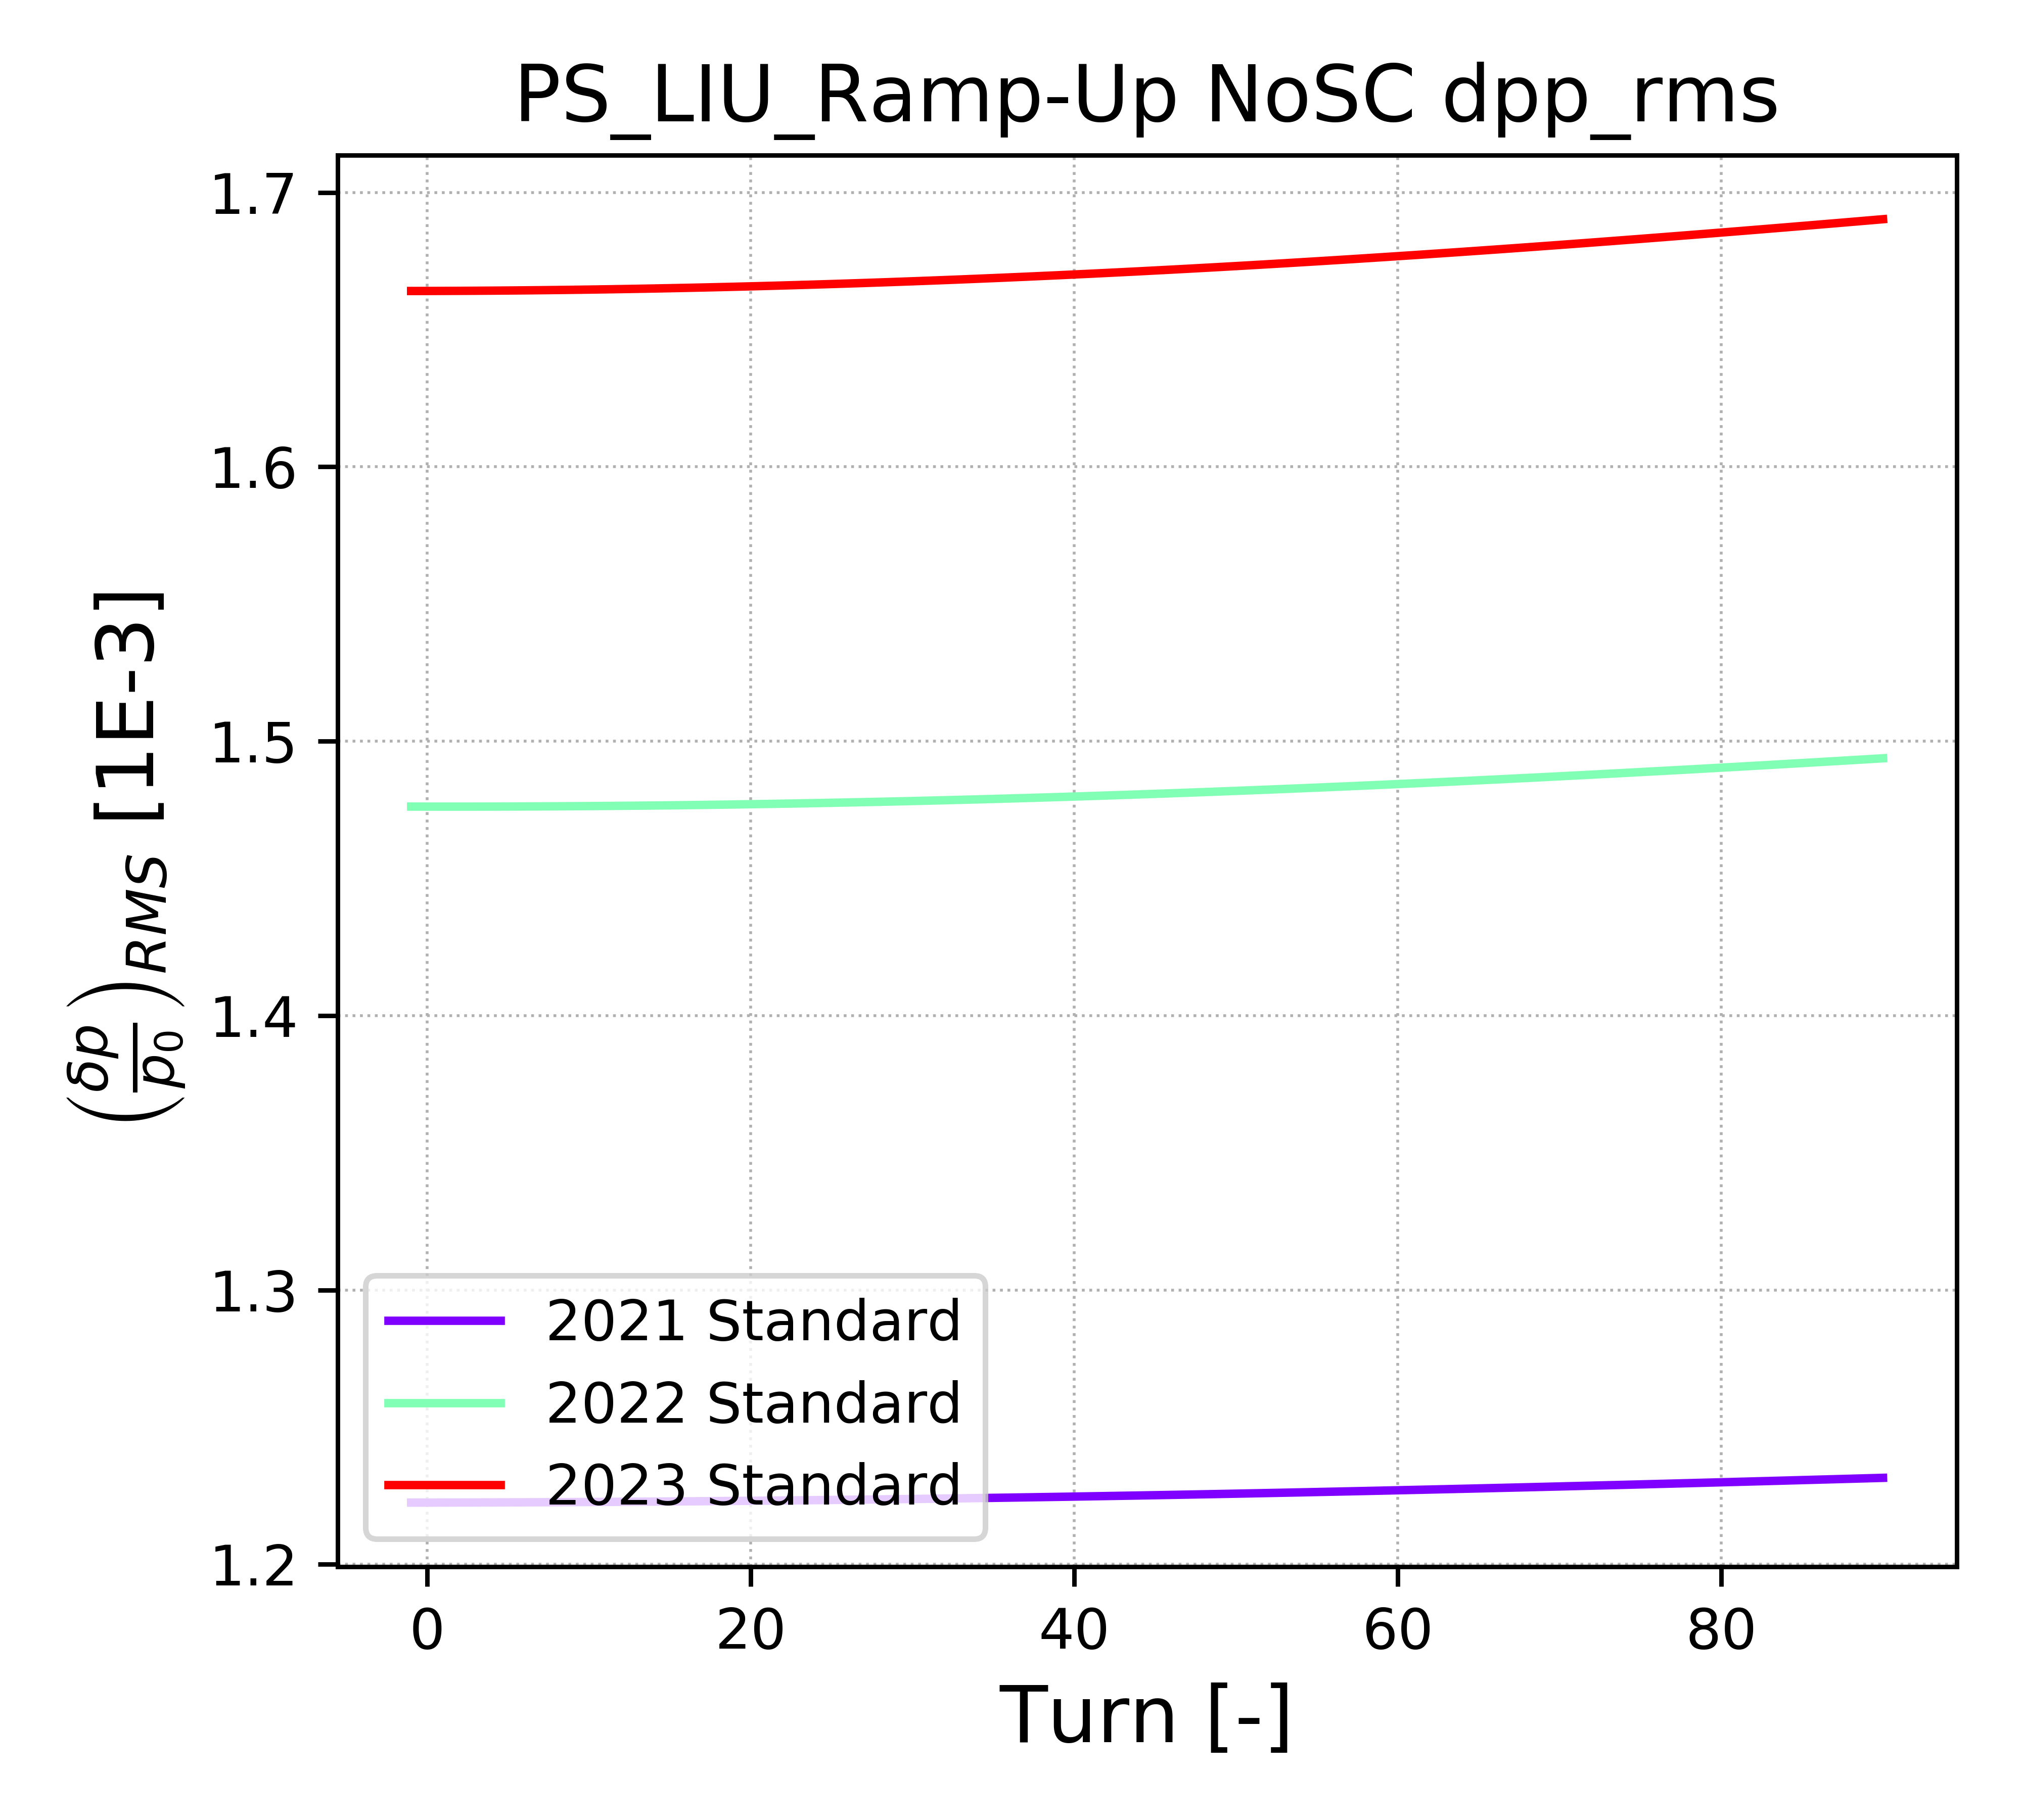 PS_LIU_Ramp-Up NoSC dpp_rms
(δp/p₀)RMS [1E-3]
1.7
1.6
1.5
1.4
1.3
1.2
2021 Standard
2022 Standard
2023 Standard
0 20 40 60 80
Turn [-]